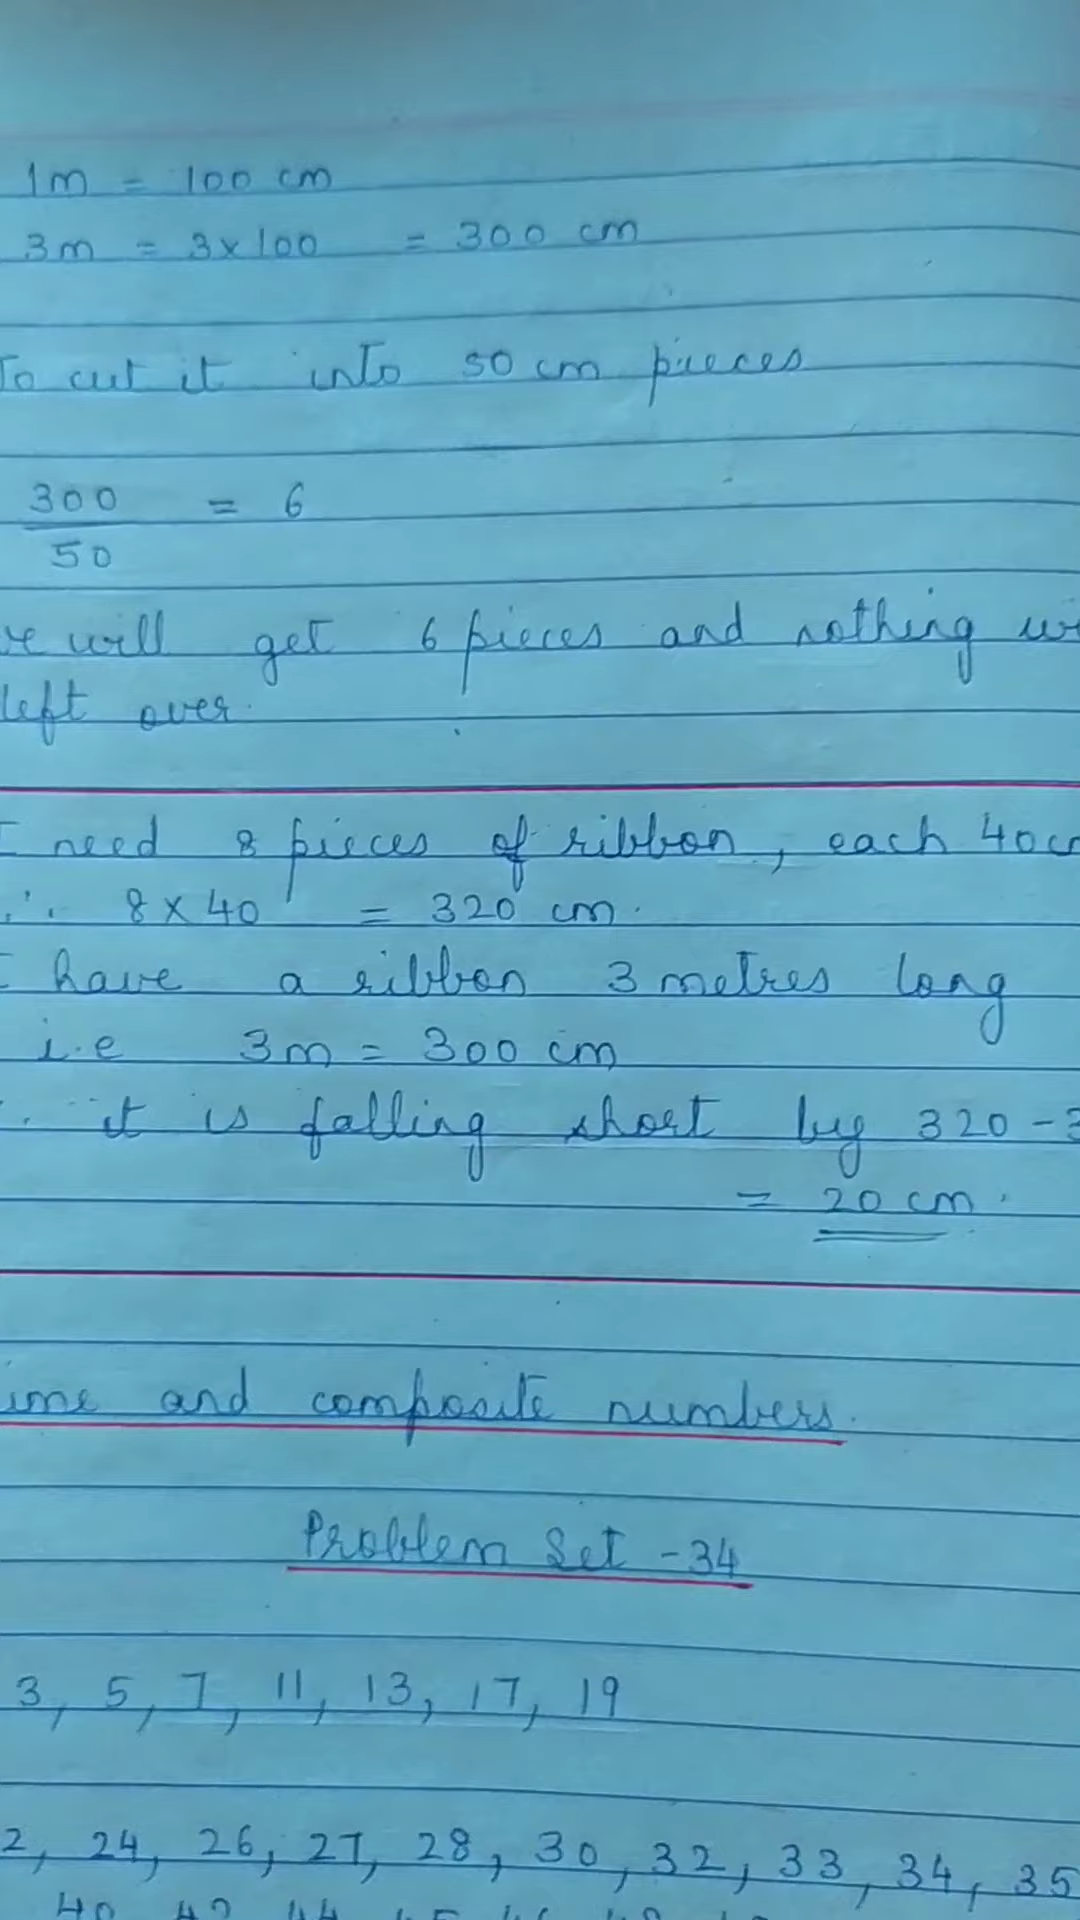 1m = 100 cm
3m = 3x100 = 300 cm
To cut it into 50 cm pieces
300 = 6
50
will get 6 pieces and nothing
left over.
I need 8 pieces of ribbon, each 40cm
∴ 8 x 40 = 320 cm.
I have a ribbon 3 metres long
i.e 3m = 300 cm
∴ it is falling short by 320 - 3
= 20 cm.
and composite numbers.
Problem Set - 34
3, 5, 7, 11, 13, 17, 19
2, 24, 26, 27, 28, 30, 32, 33, 34, 35